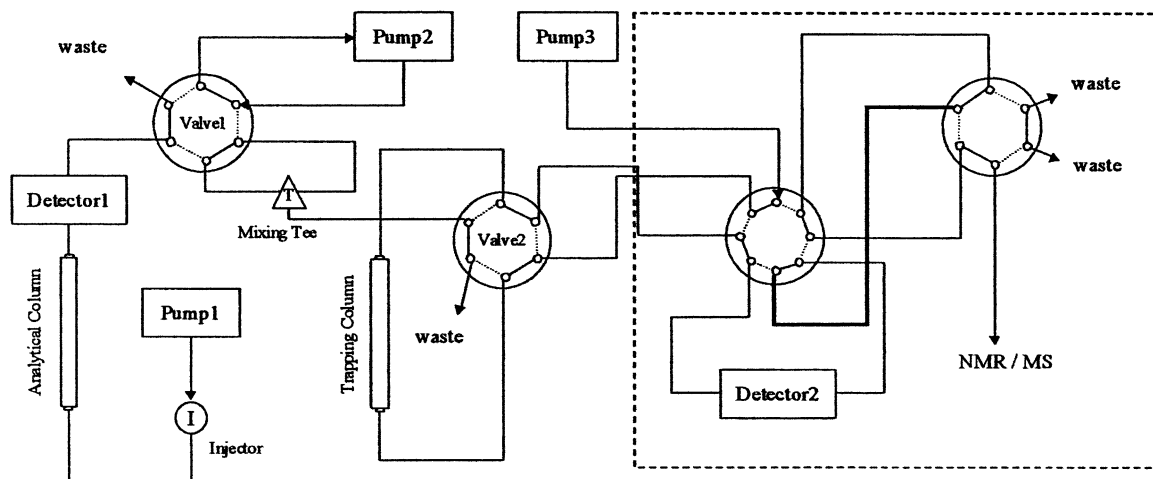 waste
Pump2
Pump3
Valve1
waste
waste
Detector1
T
Mixing Tee
Valve2
Analytical Column
Pump1
Trapping Column
waste
NMR / MS
Detector2
I
Injector